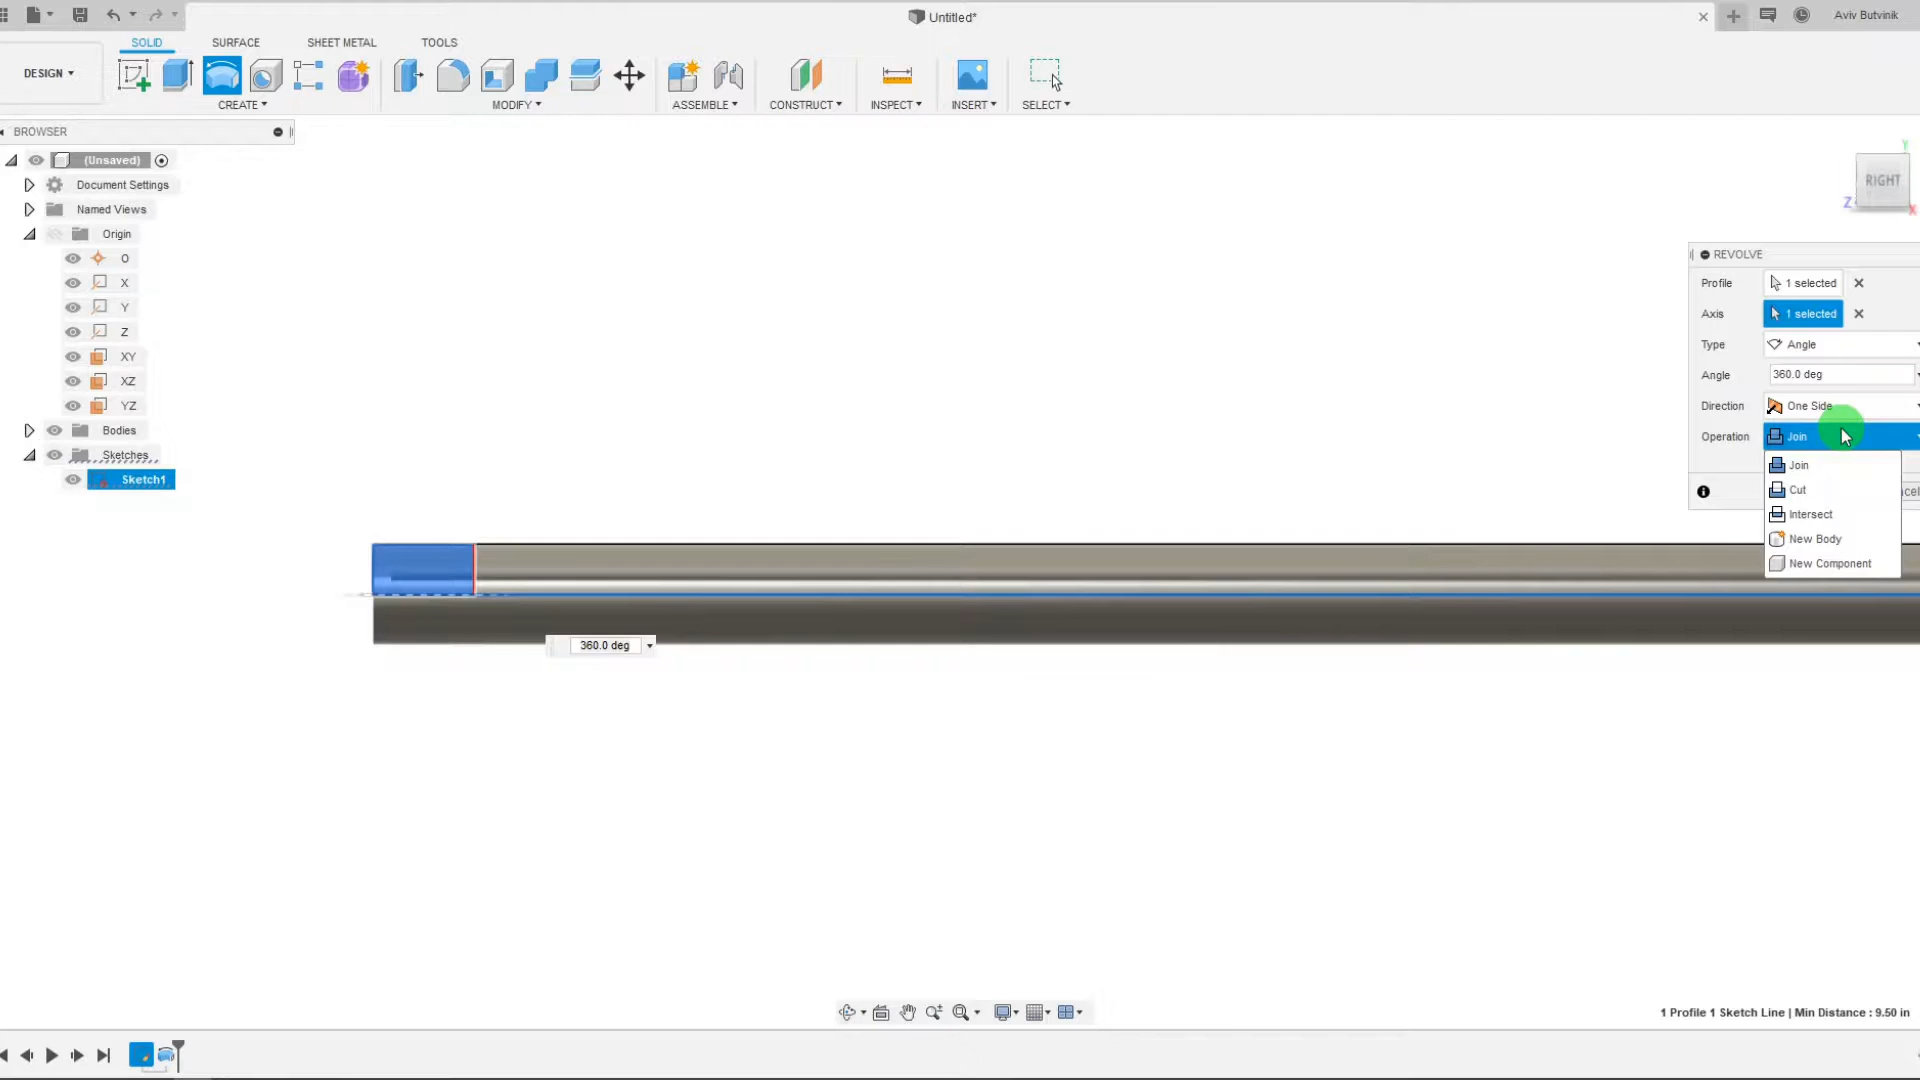 Untitled*
Aviv Butvinik
SOLID
SURFACE
SHEET METAL
TOOLS
DESIGN
CREATE
MODIFY
ASSEMBLE
CONSTRUCT
INSPECT
INSERT
SELECT
BROWSER
(Unsaved)
Document Settings
Named Views
Origin
O
X
Y
Z
XY
XZ
YZ
Bodies
Sketches
Sketch1
Y
RIGHT
Z
X
REVOLVE
Profile
1 selected
Axis
1 selected
Type
Angle
Angle
360.0 deg
Direction
One Side
Operation
Join
Join
Cut
Intersect
New Body
New Component
360.0 deg
1 Profile 1 Sketch Line | Min Distance : 9.50 in